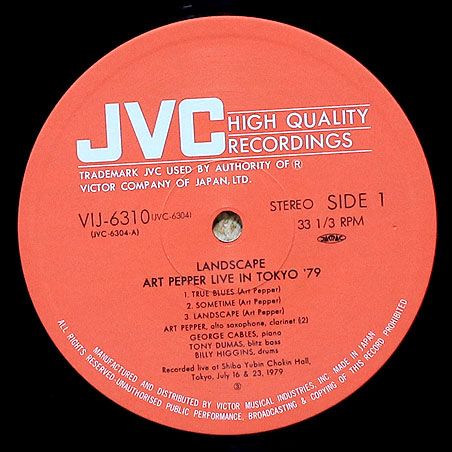 JVC HIGH QUALITY
RECORDINGS
TRADEMARK JVC USED BY AUTHORITY OF Ⓡ
VICTOR COMPANY OF JAPAN, LTD.
VIJ-6310 (JVC-6304)
(JVC-6304-A)
STEREO SIDE 1
33 1/3 RPM
JASRAC
LANDSCAPE
ART PEPPER LIVE IN TOKYO '79
1. TRUE BLUES (Art Pepper)
2. SOMETIME (Art Pepper)
3. LANDSCAPE (Art Pepper)
ART PEPPER, alto saxophone, clarinet (2)
GEORGE CABLES, piano
TONY DUMAS, blitz bass
BILLY HIGGINS, drums
Recorded live at Shiba Yubin Chokin Hall,
Tokyo, July 16 & 23, 1979
MANUFACTURED AND DISTRIBUTED BY VICTOR MUSICAL INDUSTRIES, INC. MADE IN JAPAN
ALL RIGHTS RESERVED-UNAUTHORISED PUBLIC PERFORMANCE, BROADCASTING & COPYING OF THIS RECORD PROHIBITED